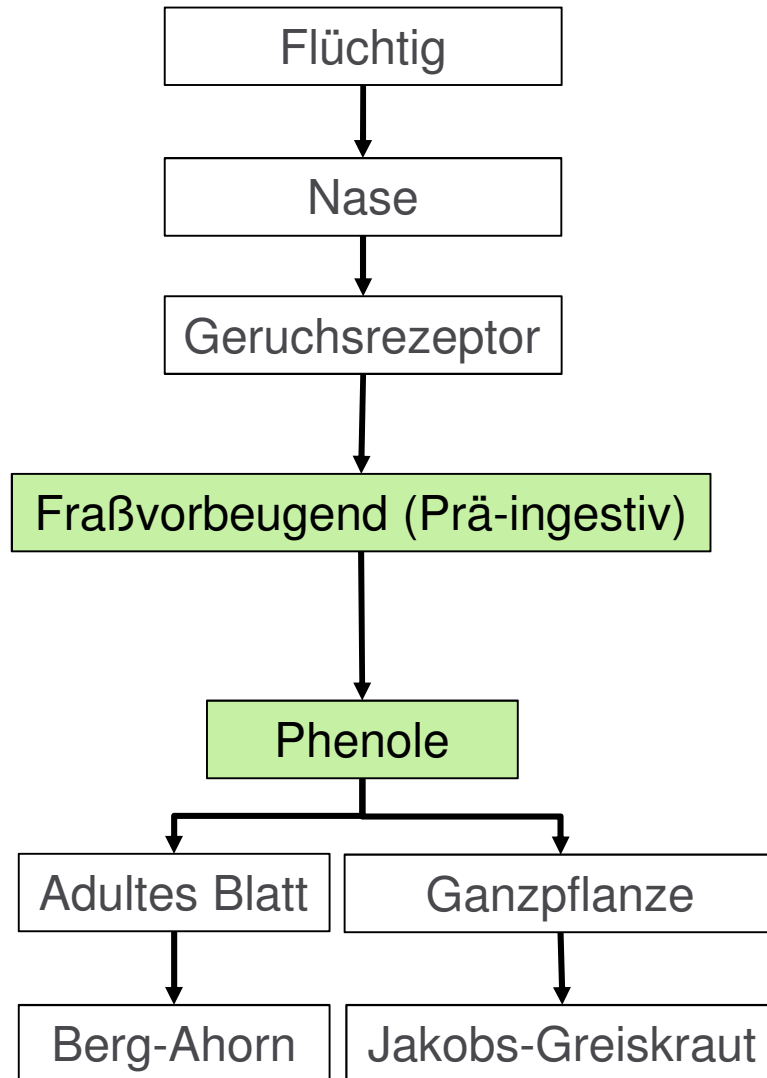 Flüchtig
Nase
Geruchsrezeptor
Fraßvorbeugend (Prä-ingestiv)
Phenole
Adultes Blatt
Ganzpflanze
Berg-Ahorn
Jakobs-Greiskraut